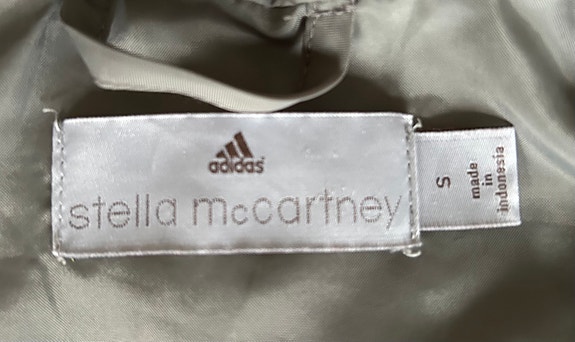 adidas
stella mccartney
S
made
in
indonesia